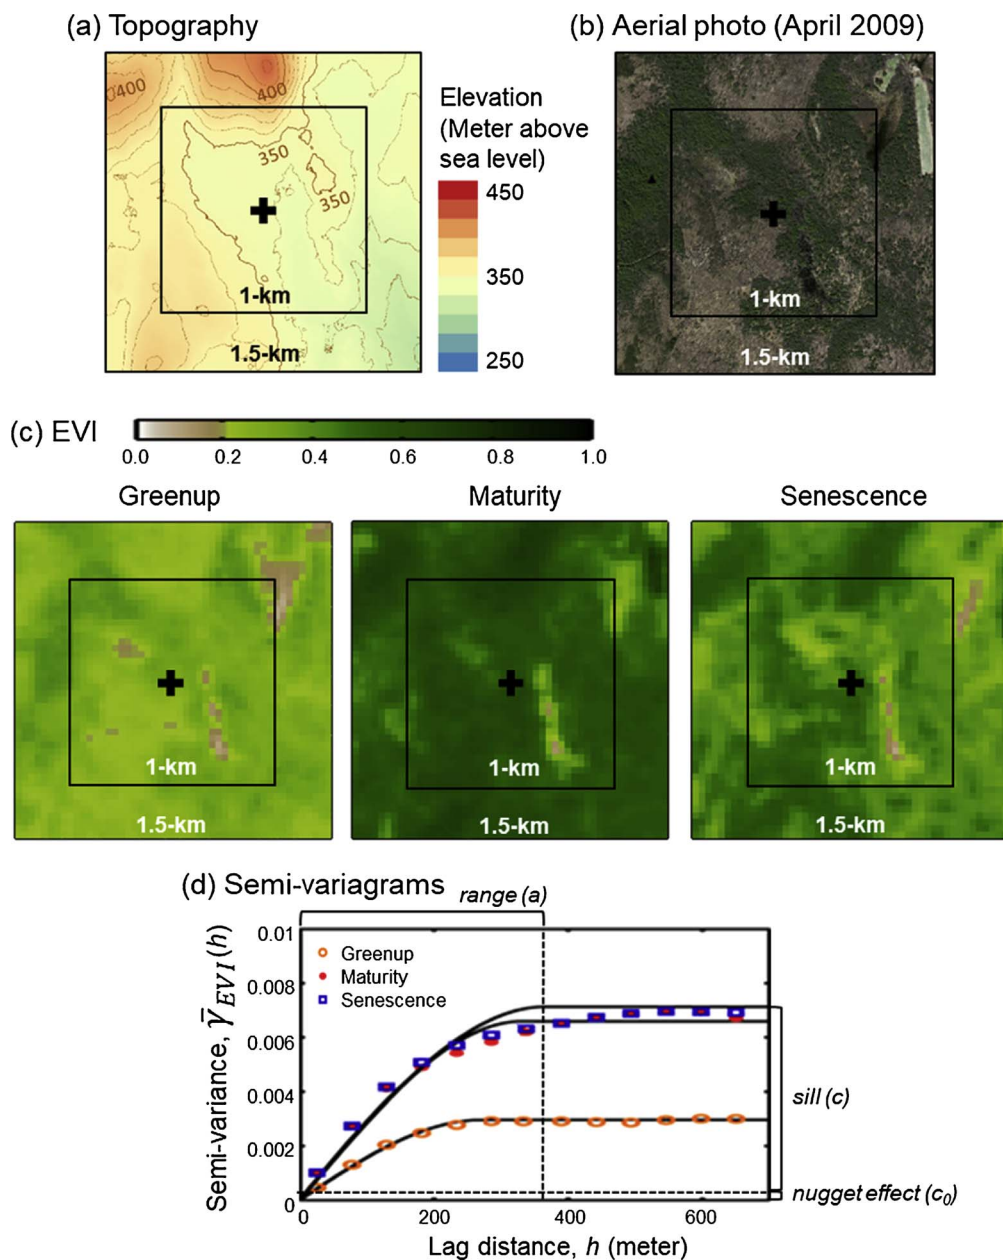 (a) Topography
(b) Aerial photo (April 2009)
400
400
350
350
1-km
1.5-km
Elevation
(Meter above
sea level)
450
350
250
1-km
1.5-km
(c) EVI
0.0 0.2 0.4 0.6 0.8 1.0
Greenup
Maturity
Senescence
1-km
1.5-km
1-km
1.5-km
1-km
1.5-km
(d) Semi-variagrams
range (a)
0.01
0.008
0.006
0.004
0.002
0
Greenup
Maturity
Senescence
Semi-variance, γ̄_EVI(h)
sill (c)
nugget effect (c₀)
0 200 400 600
Lag distance, h (meter)